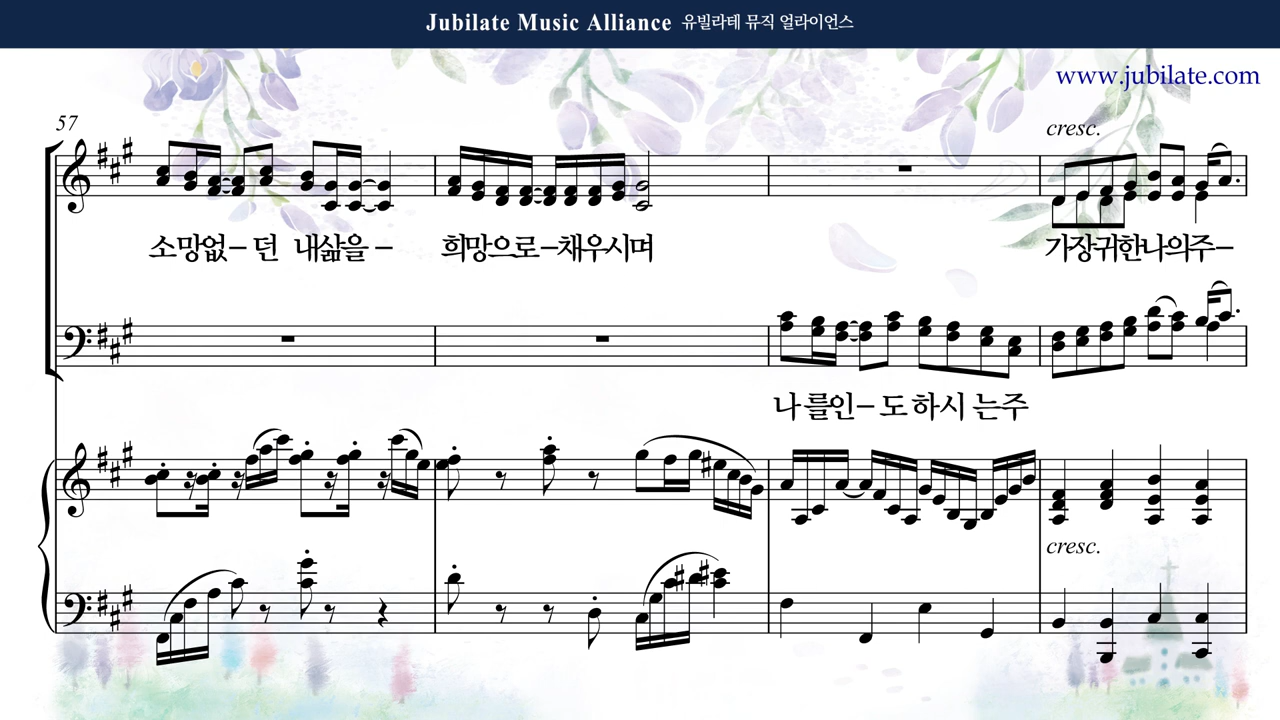 Jubilate Music Alliance 유빌라테 뮤직 얼라이언스
www.jubilate.com
57
cresc.
소망없- 던 내삶을- 희망으로-채우시며 가장귀한나의주-
나를인- 도하시 는주
cresc.